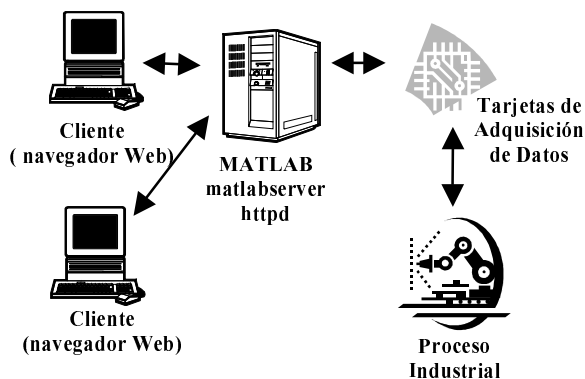 Cliente
( navegador Web)
MATLAB
matlabserver
httpd
Tarjetas de
Adquisición
de Datos
Cliente
(navegador Web)
Proceso
Industrial